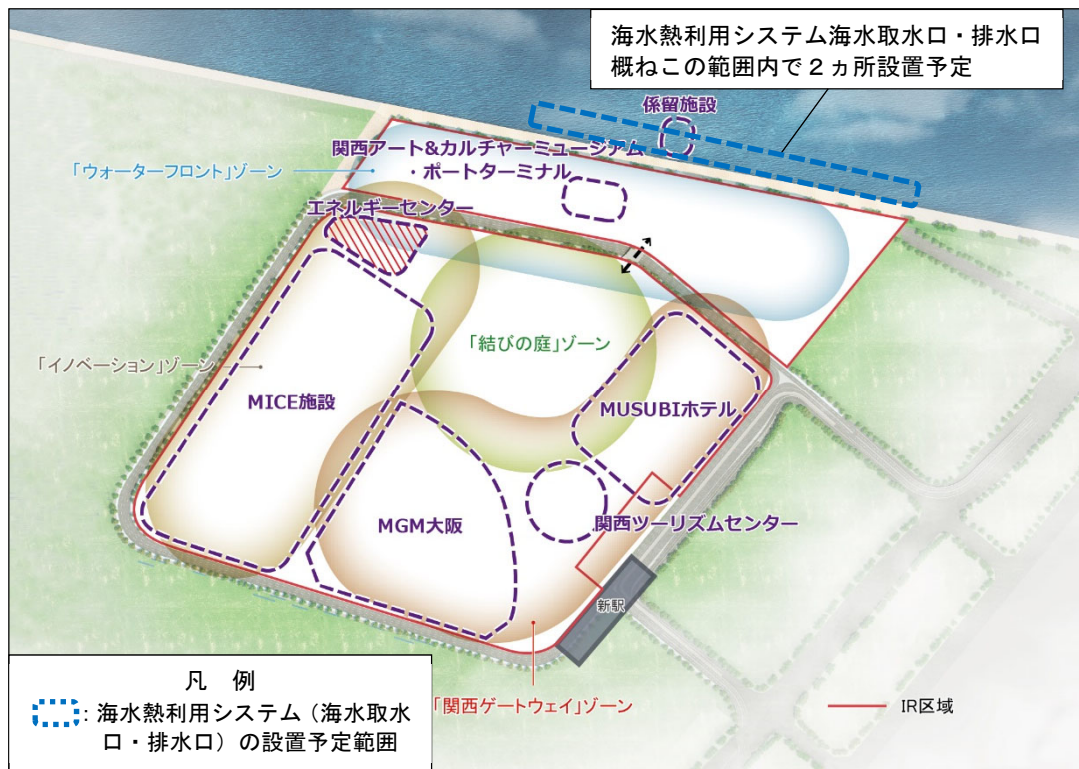 海水熱利用システム海水取水口・排水口
概ねこの範囲内で２ヵ所設置予定
係留施設
関西アート&カルチャーミュージアム
・ポートターミナル
「ウォーターフロント」ゾーン
エネルギーセンター
「結びの庭」ゾーン
「イノベーション」ゾーン
MICE施設
MUSUBIホテル
MGM大阪
関西ツーリズムセンター
新駅
「関西ゲートウェイ」ゾーン
IR区域
凡　例
：海水熱利用システム（海水取水
口・排水口）の設置予定範囲